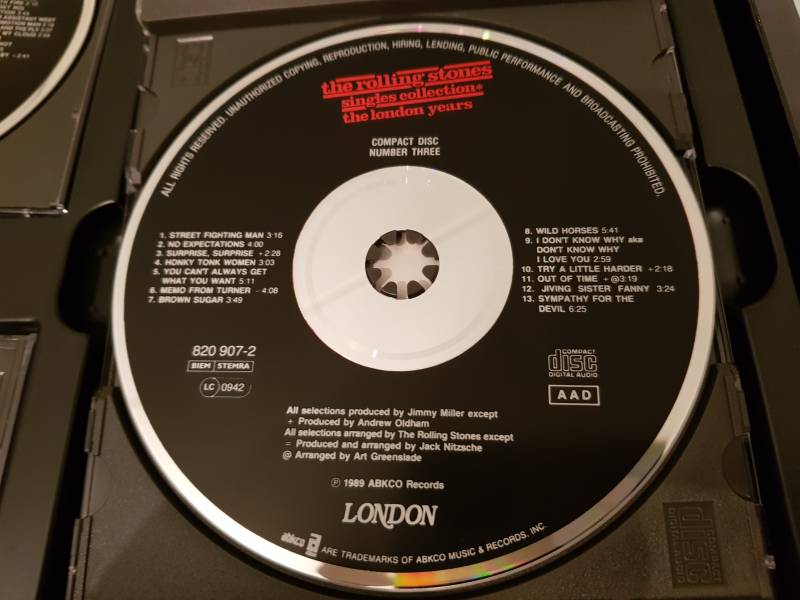 ALL RIGHTS RESERVED. UNAUTHORIZED COPYING, REPRODUCTION, HIRING, LENDING, PUBLIC PERFORMANCE AND BROADCASTING PROHIBITED.
the rolling stones
singles collection*
the london years
COMPACT DISC
NUMBER THREE
1. STREET FIGHTING MAN 3:16
2. NO EXPECTATIONS 4:00
3. SURPRISE, SURPRISE +2:28
4. HONKY TONK WOMEN 3:03
5. YOU CAN'T ALWAYS GET
WHAT YOU WANT 5:11
6. MEMO FROM TURNER 4:08
7. BROWN SUGAR 3:49
8. WILD HORSES 5:41
9. I DON'T KNOW WHY aka
DON'T KNOW WHY
I LOVE YOU 2:59
10. TRY A LITTLE HARDER +2:18
11. OUT OF TIME +@3:19
12. JIVING SISTER FANNY 3:24
13. SYMPATHY FOR THE
DEVIL 6:25
820 907-2
BIEM STEMRA
LC 0942
COMPACT
disc
DIGITAL AUDIO
AAD
All selections produced by Jimmy Miller except
+ Produced by Andrew Oldham
All selections arranged by The Rolling Stones except
= Produced and arranged by Jack Nitzsche
@ Arranged by Art Greenslade
℗ 1989 ABKCO Records
LONDON
abkco ARE TRADEMARKS OF ABKCO MUSIC & RECORDS, INC.